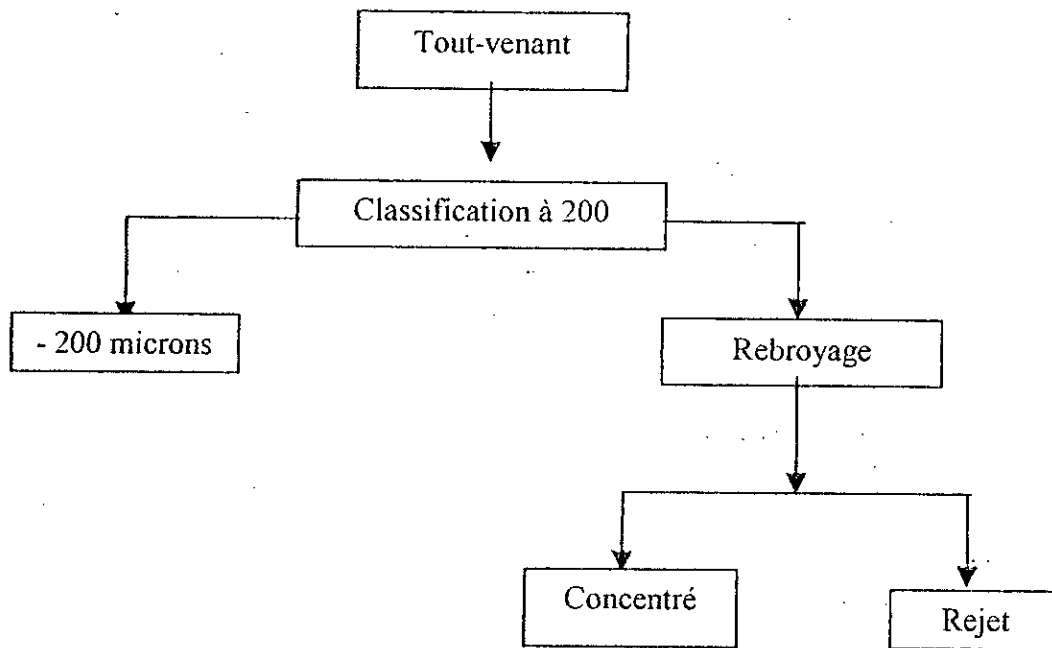 Tout-venant
Classification à 200
- 200 microns
Rebroyage
Concentré
Rejet